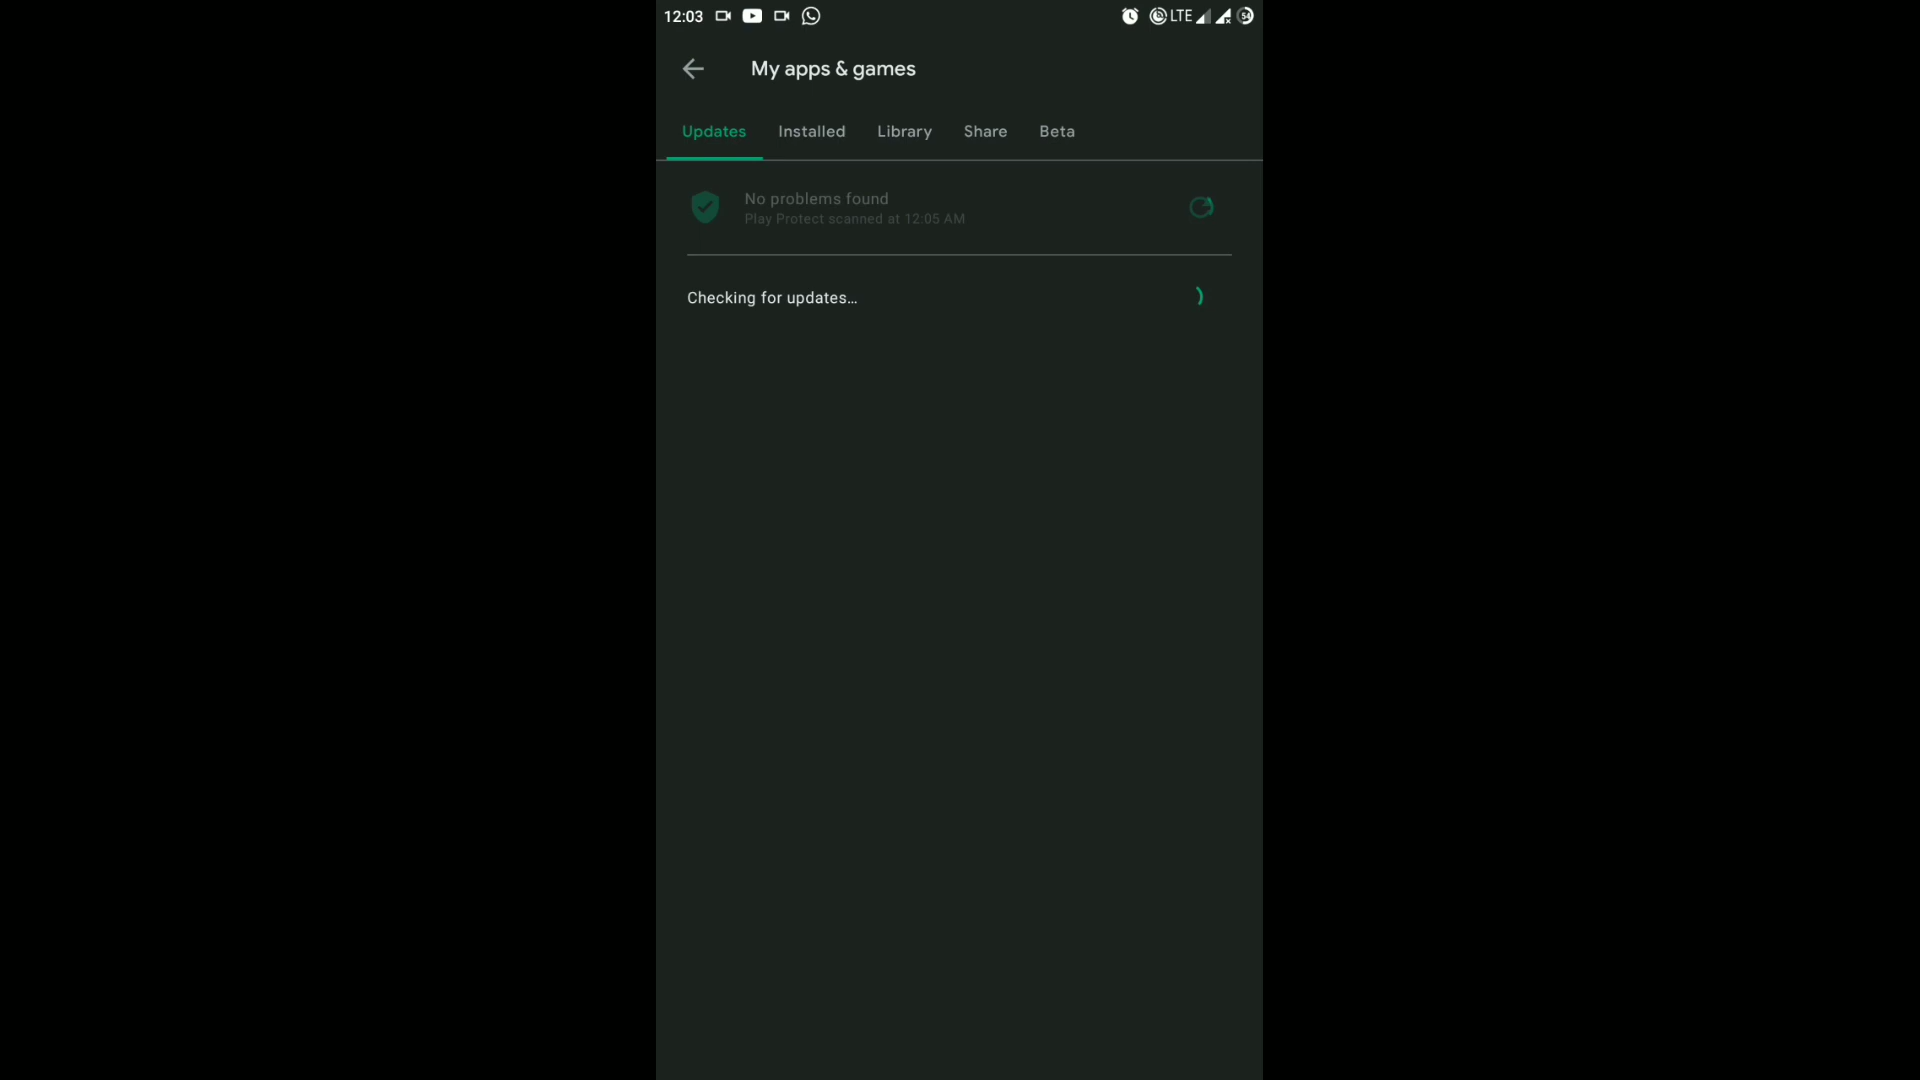 12:03 LTE 54
My apps & games
Updates Installed Library Share Beta
No problems found
Play Protect scanned at 12:05 AM
Checking for updates...